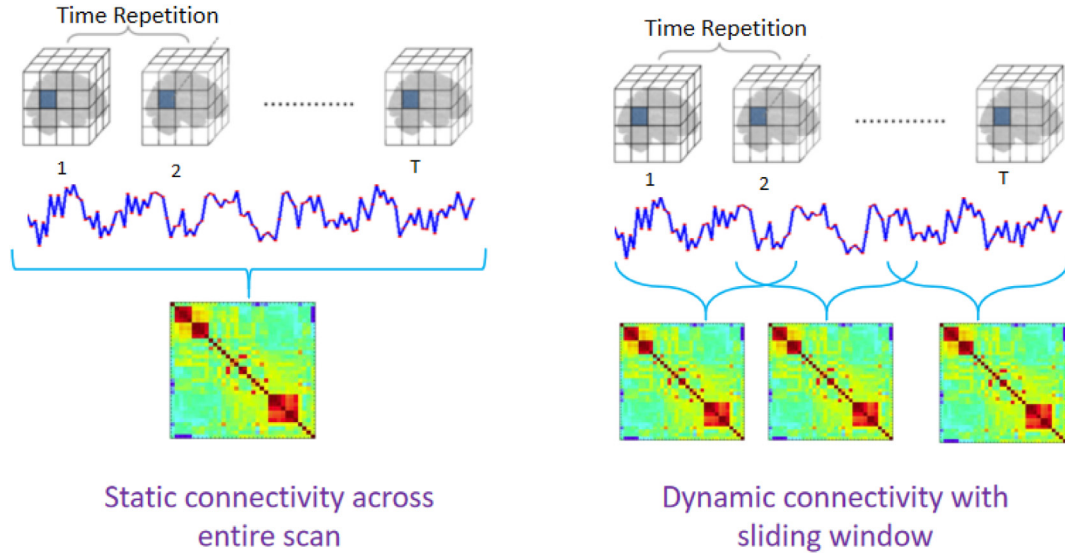 Time Repetition
1
2
T
Static connectivity across
entire scan
Time Repetition
1
2
T
Dynamic connectivity with
sliding window